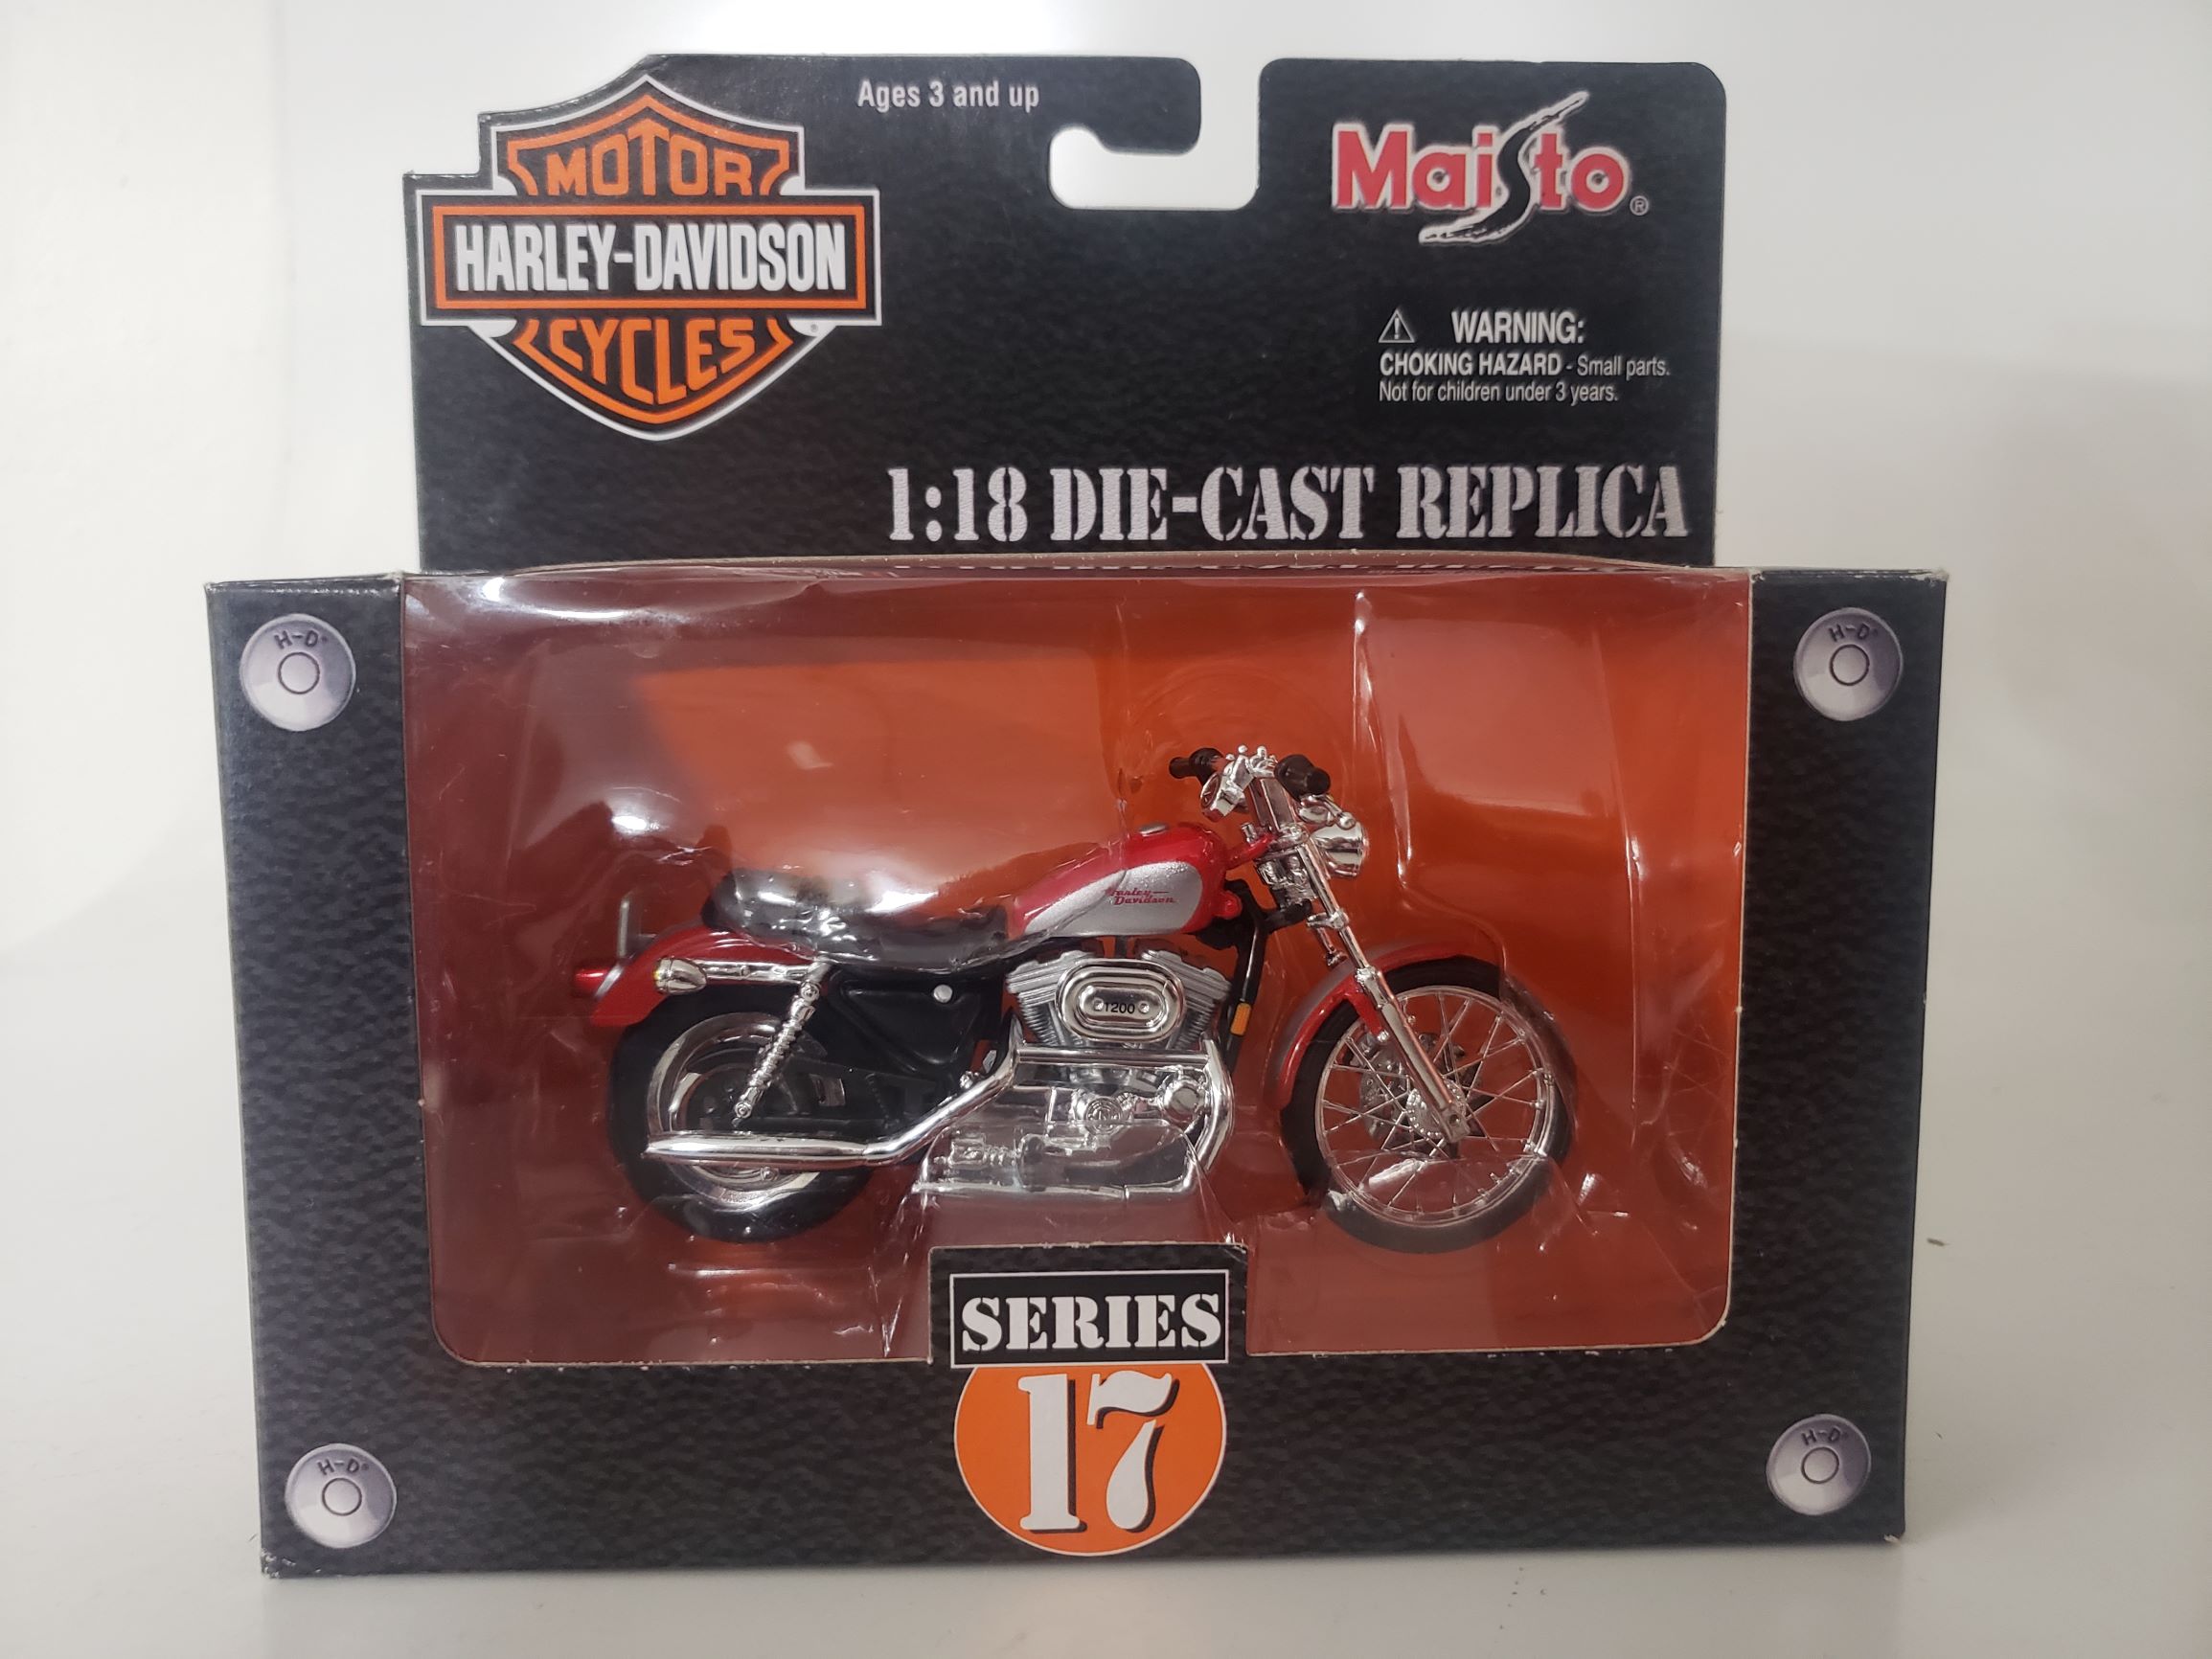 Ages 3 and up
MOTOR
HARLEY-DAVIDSON
CYCLES
Maisto®
WARNING:
CHOKING HAZARD - Small parts.
Not for children under 3 years.
1:18 DIE-CAST REPLICA
H-D®
H-D®
Harley-
Davidson
1200
SERIES
17
H-D®
H-D®